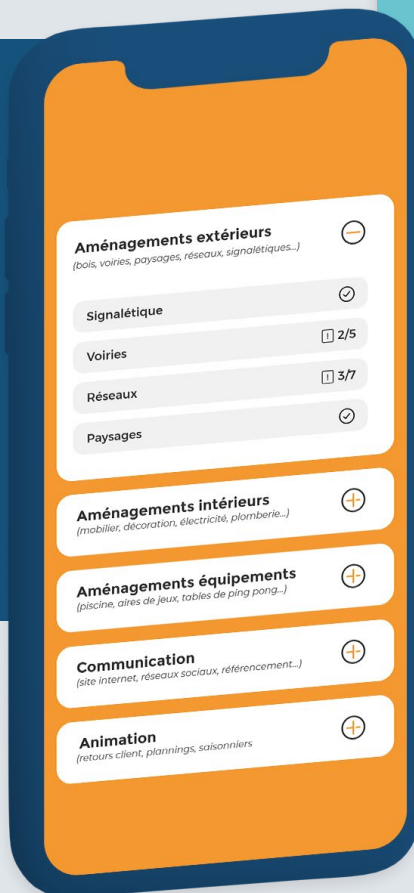 Aménagements extérieurs
(bois, voiries, paysages, réseaux, signalétiques...)
Signalétique
Voiries
! 2/5
Réseaux
! 3/7
Paysages
Aménagements intérieurs
(mobilier, décoration, électricité, plomberie...)
Aménagements équipements
(piscine, aires de jeux, tables de ping pong...)
Communication
(site internet, réseaux sociaux, référencement...)
Animation
(retours client, plannings, saisonniers